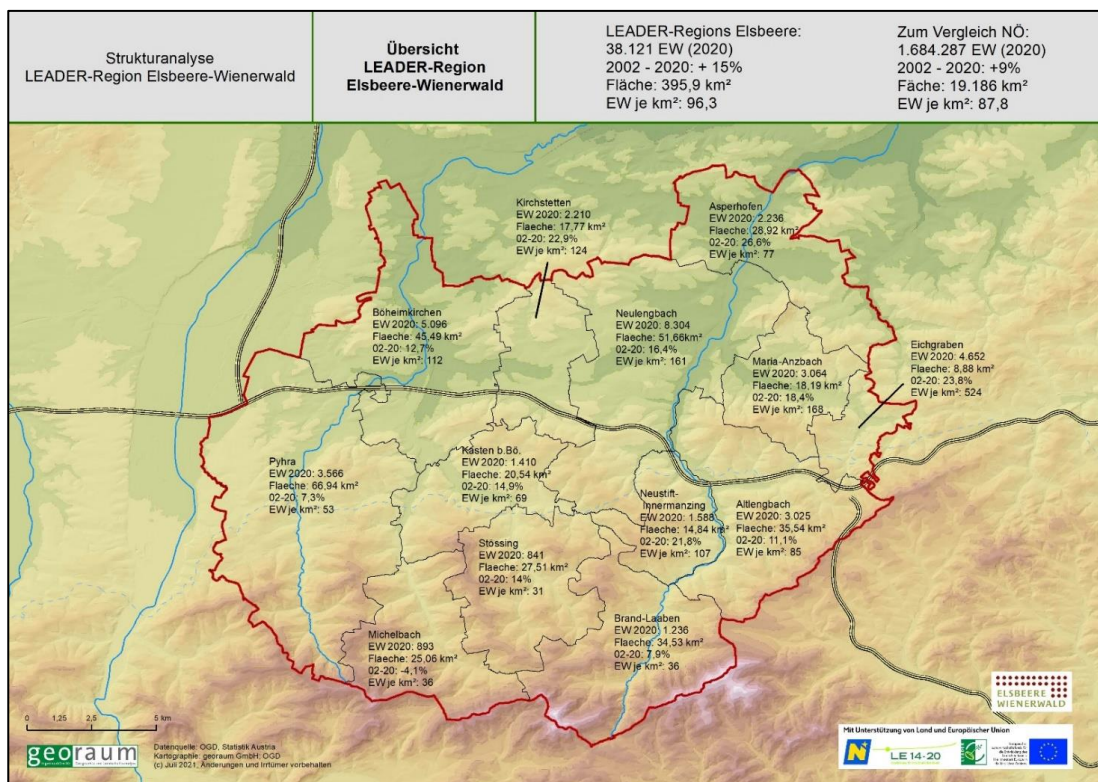 Strukturanalyse
LEADER-Region Elsbeere-Wienerwald
Übersicht
LEADER-Region
Elsbeere-Wienerwald
LEADER-Regions Elsbeere:
38.121 EW (2020)
2002 - 2020: + 15%
Fläche: 395,9 km²
EW je km²: 96,3
Zum Vergleich NÖ:
1.684.287 EW (2020)
2002 - 2020: +9%
Fäche: 19.186 km²
EW je km²: 87,8
Kirchstetten
EW 2020: 2.210
Flaeche: 17,77 km²
02-20: 22,9%
EW je km²: 124
Asperhofen
EW 2020: 2.236
Flaeche: 28,92 km²
02-20: 26,6%
EW je km²: 77
Böheimkirchen
EW 2020: 5.096
Flaeche: 45,49 km²
02-20: 12,7%
EW je km²: 112
Neulengbach
EW 2020: 8.304
Flaeche: 51,66km²
02-20: 16,4%
EW je km²: 161
Maria-Anzbach
EW 2020: 3.064
Flaeche: 18,19 km²
02-20: 18,4%
EW je km²: 168
Eichgraben
EW 2020: 4.652
Flaeche: 8,88 km²
02-20: 23,8%
EW je km²: 524
Pyhra
EW 2020: 3.566
Flaeche: 66,94 km²
02-20: 7,3%
EW je km²: 53
Kasten b.Bö.
EW 2020: 1.410
Flaeche: 20,54 km²
02-20: 14,9%
EW je km²: 69
Neustift-
Innermanzing
EW 2020: 1.588
Flaeche: 14,84 km²
02-20: 21,8%
EW je km²: 107
Altlengbach
EW 2020: 3.025
Flaeche: 35,54 km²
02-20: 11,1%
EW je km²: 85
Stössing
EW 2020: 841
Flaeche: 27,51 km²
02-20: 14%
EW je km²: 31
Michelbach
EW 2020: 893
Flaeche: 25,06 km²
02-20: -4,1%
EW je km²: 36
Brand-Laaben
EW 2020: 1.236
Flaeche: 34,53 km²
02-20: 7,9%
EW je km²: 36
0 1,25 2,5 5 km
georaum
Datenquelle: OGD, Statistik Austria
Kartographie: georaum GmbH; OGD
(c) Juli 2021, Änderungen und Irrtümer vorbehalten
ELSBEERE
WIENERWALD
Mit Unterstützung von Land und Europäischer Union
LE 14-20